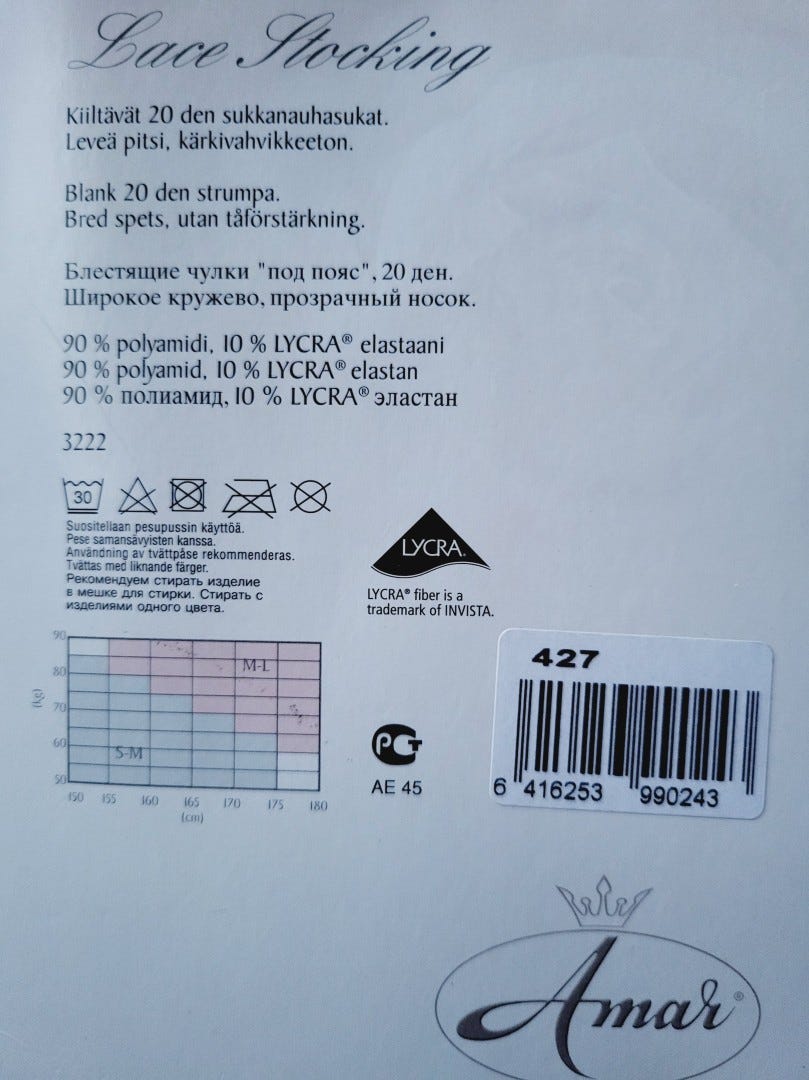 Lace Stocking
Kiiltävät 20 den sukkanauhasukat.
Leveä pitsi, kärkivahvikkeeton.
Blank 20 den strumpa.
Bred spets, utan tåförstärkning.
Блестящие чулки "под пояс", 20 ден.
Широкое кружево, прозрачный носок.
90 % polyamidi, 10 % LYCRA® elastaani
90 % polyamid, 10 % LYCRA® elastan
90 % полиамид, 10 % LYCRA® эластан
3222
30
Suositellaan pesupussin käyttöä.
Pese samansävyisten kanssa.
Användning av tvättpåse rekommenderas.
Tvättas med liknande färger.
Рекомендуем стирать изделие
в мешке для стирки. Стирать с
изделиями одного цвета.
LYCRA®
LYCRA® fiber is a
trademark of INVISTA.
90
80
70
60
50
(kg)
M-L
S-M
150 155 160 165 170 175 180
(cm)
РСТ
AE 45
427
6 416253 990243
Amar®